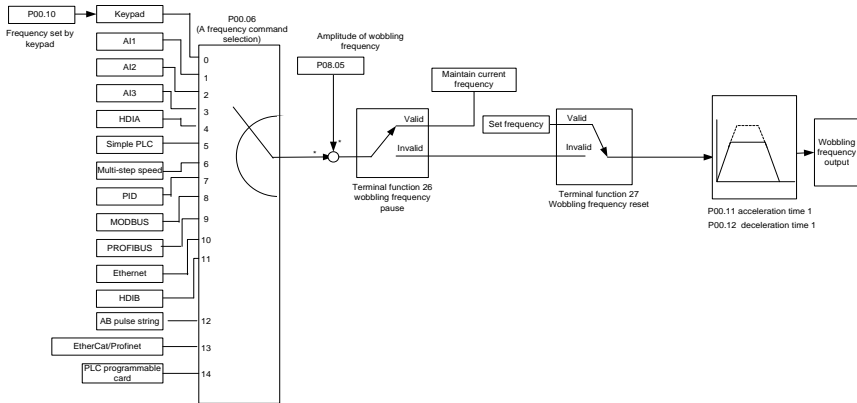 P00.10
Frequency set by
keypad
Keypad
AI1
AI2
AI3
HDIA
Simple PLC
Multi-step speed
PID
MODBUS
PROFIBUS
Ethernet
HDIB
AB pulse string
EtherCat/Profinet
PLC programmable
card
P00.06
(A frequency command
selection)
0
1
2
3
4
5
6
7
8
9
10
11
12
13
14
Amplitude of wobbling
frequency
P08.05
*
*
Maintain current
frequency
Valid
Invalid
Terminal function 26
wobbling frequency
pause
Set frequency
Valid
Invalid
Terminal function 27
Wobbling frequency reset
P00.11 acceleration time 1
P00.12 deceleration time 1
Wobbling
frequency
output